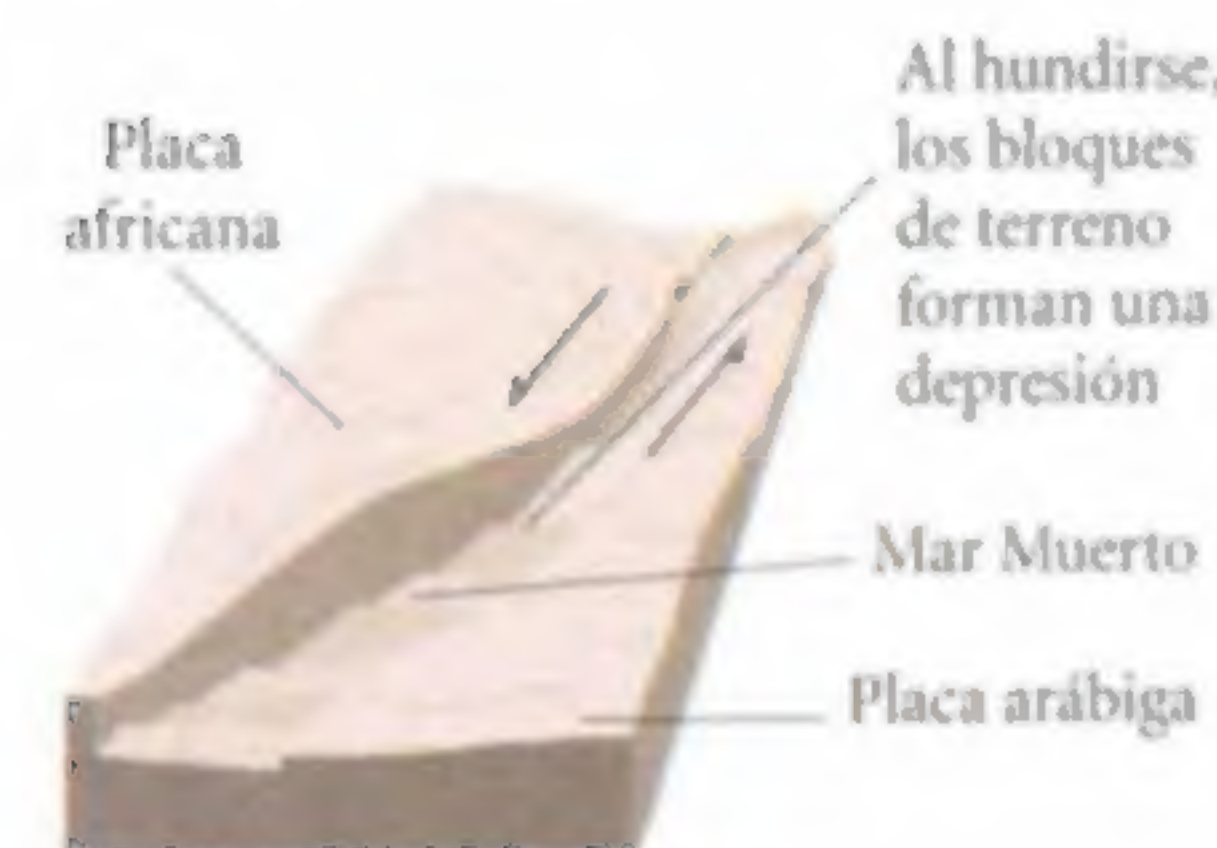 Placa
africana
Al hundirse,
los bloques
de terreno
forman una
depresión
Mar Muerto
Placa arábiga